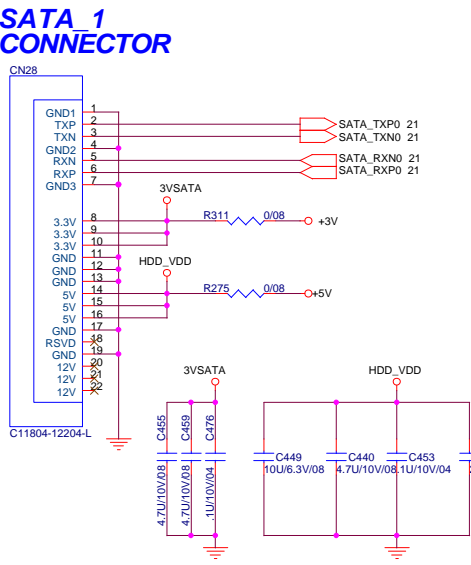 SATA_1
CONNECTOR
CN28
GND1 1
TXP 2
TXN 3
GND2 4
RXN 5
RXP 6
GND3 7
SATA_TXP0 21
SATA_TXN0 21
SATA_RXN0 21
SATA_RXP0 21
3VSATA
3.3V 8
3.3V 9
3.3V 10
R311 0/08 +3V
GND 11
GND 12
GND 13
HDD_VDD
5V 14
5V 15
5V 16
R275 0/08 +5V
GND 17
RSVD 18
GND 19
12V 20
12V 21
12V 22
C11804-12204-L
3VSATA
HDD_VDD
C455
4.7U/10V/08
C459
4.7U/10V/08
C476
.1U/10V/04
C449
10U/6.3V/08
C440
4.7U/10V/08
C453
.1U/10V/04